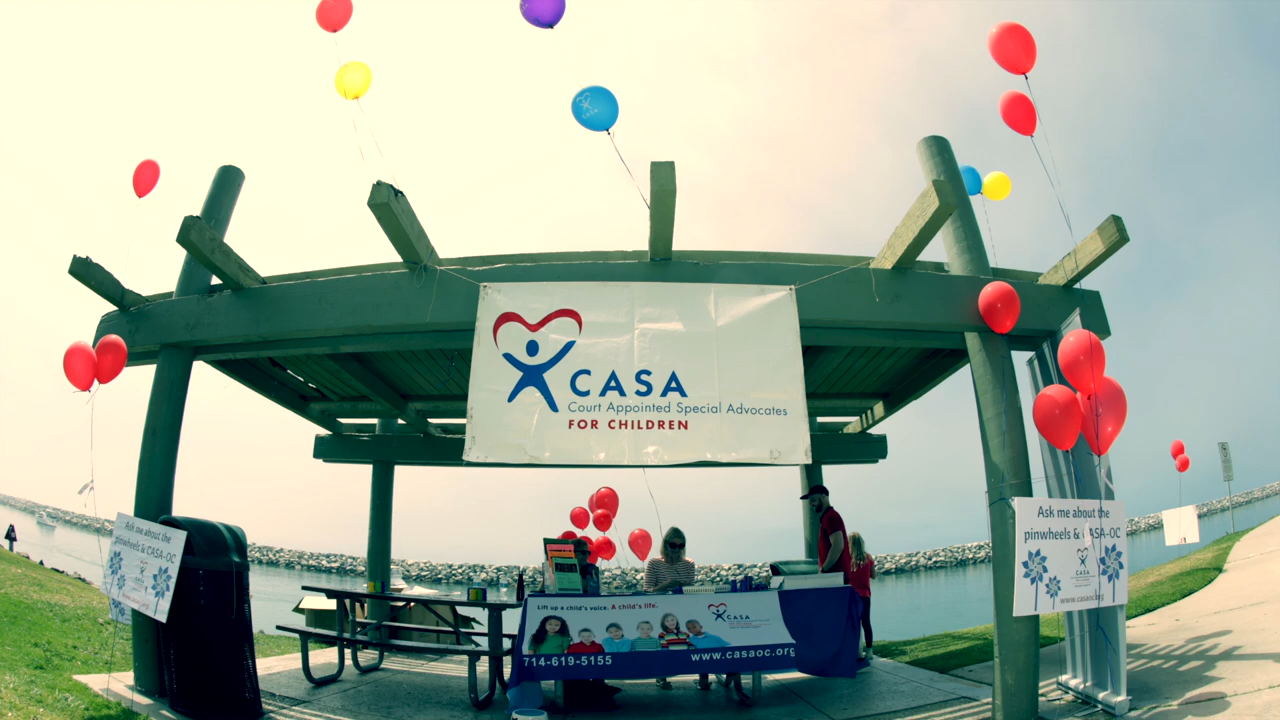 CASA
CASA
Court Appointed Special Advocates
FOR CHILDREN
Ask me about the
pinwheels & CASA-OC
Ask me about the
pinwheels & CASA-OC
CASA
www.casaoc.org
Lift up a child's voice. A child's life.
CASA
714-619-5155
www.casaoc.org